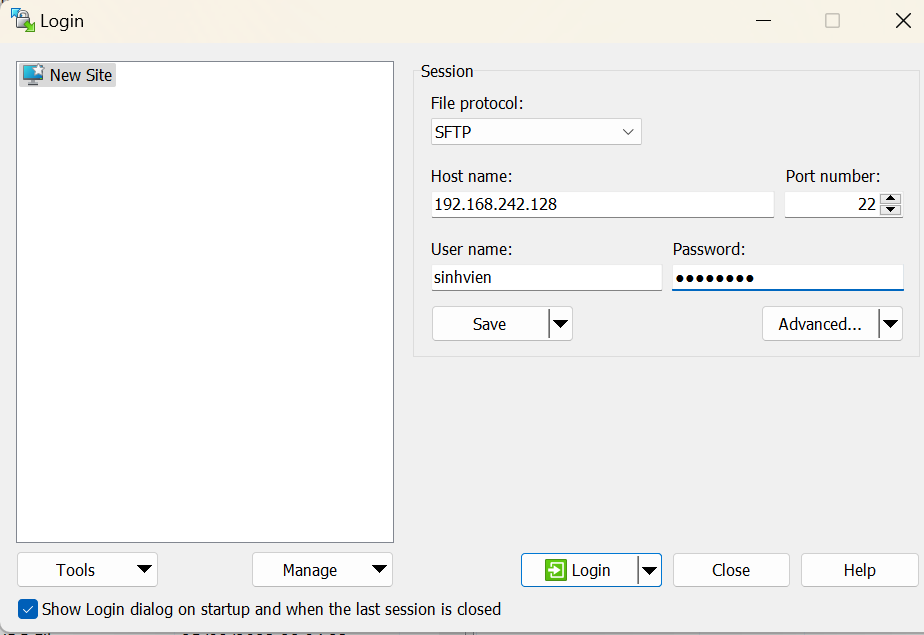 Login
New Site
Session
File protocol:
SFTP
Host name:
Port number:
192.168.242.128
22
User name:
Password:
sinhvien
●●●●●●●●
Save
Advanced...
Tools
Manage
Login
Close
Help
Show Login dialog on startup and when the last session is closed